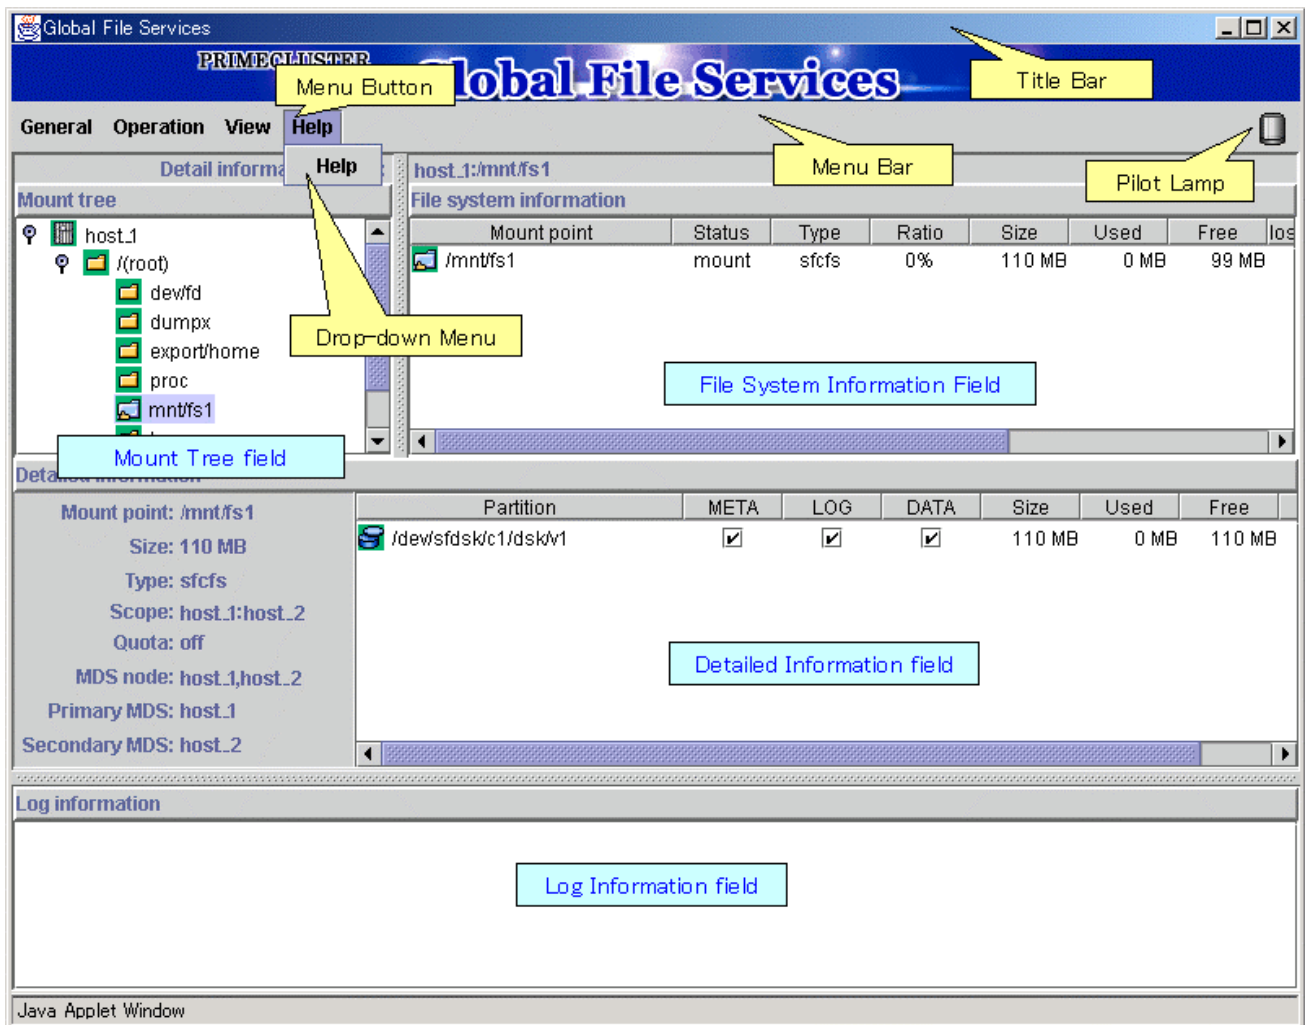 Global File Services
PRIMECLUSTER
Global File Services
Title Bar
Menu Button
General Operation View Help
Menu Bar
Pilot Lamp
Help
Detail informa
host_1:/mnt/fs1
Mount tree
File system information
Mount point Status Type Ratio Size Used Free
/mnt/fs1 mount sfcfs 0% 110 MB 0 MB 99 MB
host_1
/(root)
dev/fd
dumpx
export/home
proc
mnt/fs1
Drop-down Menu
File System Information Field
Mount Tree field
Detailed information
Mount point: /mnt/fs1
Size: 110 MB
Type: sfcfs
Scope: host_1:host_2
Quota: off
MDS node: host_1,host_2
Primary MDS: host_1
Secondary MDS: host_2
Partition META LOG DATA Size Used Free
/dev/sfdsk/c1/dsk/v1 110 MB 0 MB 110 MB
Detailed Information field
Log information
Log Information field
Java Applet Window